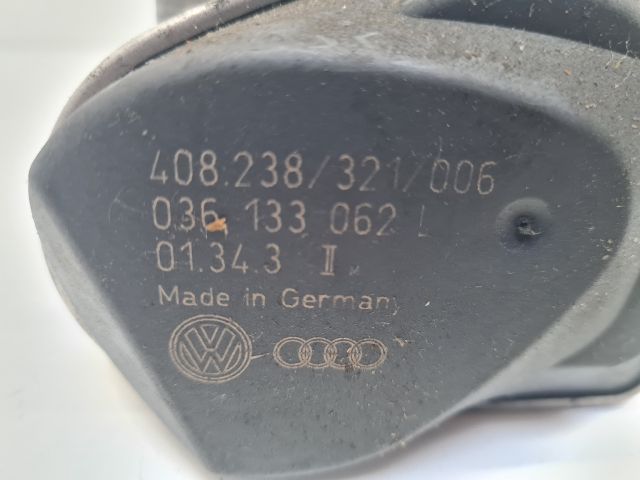 408.238/321/006
036 133 062 L
01.34.3 II
Made in Germany